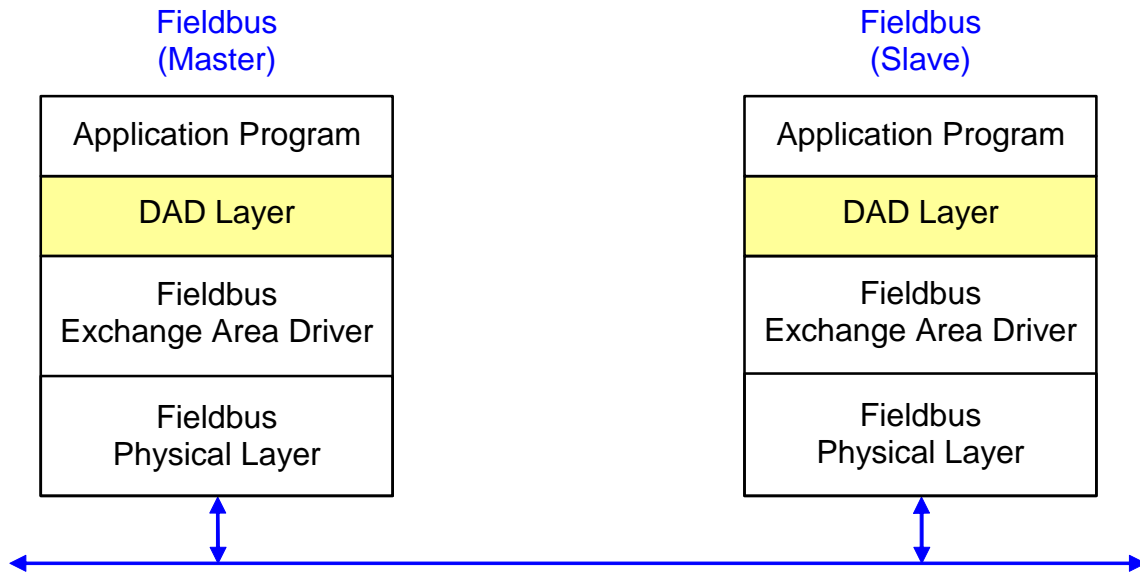 Fieldbus
(Master)
Application Program
DAD Layer
Fieldbus
Exchange Area Driver
Fieldbus
Physical Layer
Fieldbus
(Slave)
Application Program
DAD Layer
Fieldbus
Exchange Area Driver
Fieldbus
Physical Layer